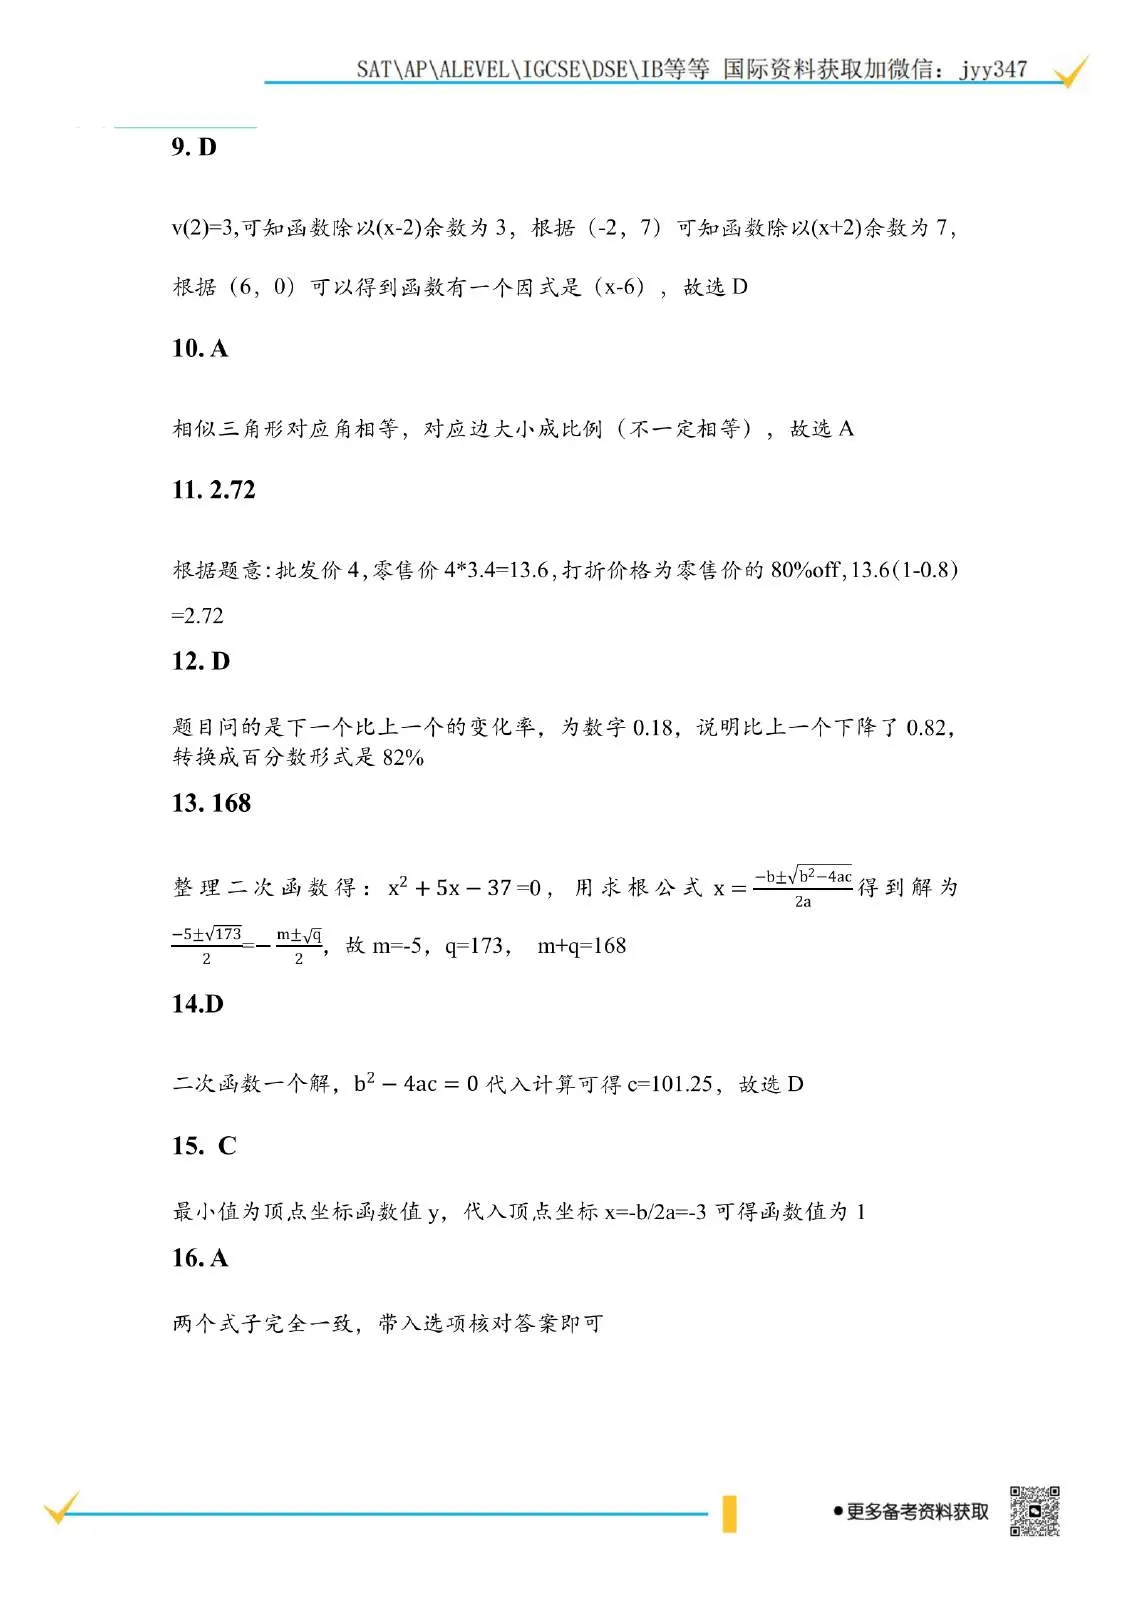 SAT\AP\ALEVEL\IGCSE\DSE\IB等等 国际资料获取加微信：jyy347
9. D
v(2)=3,可知函数除以(x-2)余数为 3，根据（-2，7）可知函数除以(x+2)余数为 7，
根据（6，0）可以得到函数有一个因式是（x-6），故选 D
10. A
相似三角形对应角相等，对应边大小成比例（不一定相等），故选 A
11. 2.72
根据题意:批发价 4,零售价 4*3.4=13.6,打折价格为零售价的 80%off,13.6(1-0.8)
=2.72
12. D
题目问的是下一个比上一个的变化率，为数字 0.18，说明比上一个下降了 0.82，
转换成百分数形式是 82%
13. 168
整理二次函数得：x² + 5x − 37 =0，用求根公式 x = (−b±√(b²−4ac))/2a 得到解为
(−5±√173)/2=− (m±√q)/2，故 m=-5，q=173， m+q=168
14.D
二次函数一个解，b² − 4ac = 0 代入计算可得 c=101.25，故选 D
15. C
最小值为顶点坐标函数值 y，代入顶点坐标 x=-b/2a=-3 可得函数值为 1
16. A
两个式子完全一致，带入选项核对答案即可
●更多备考资料获取